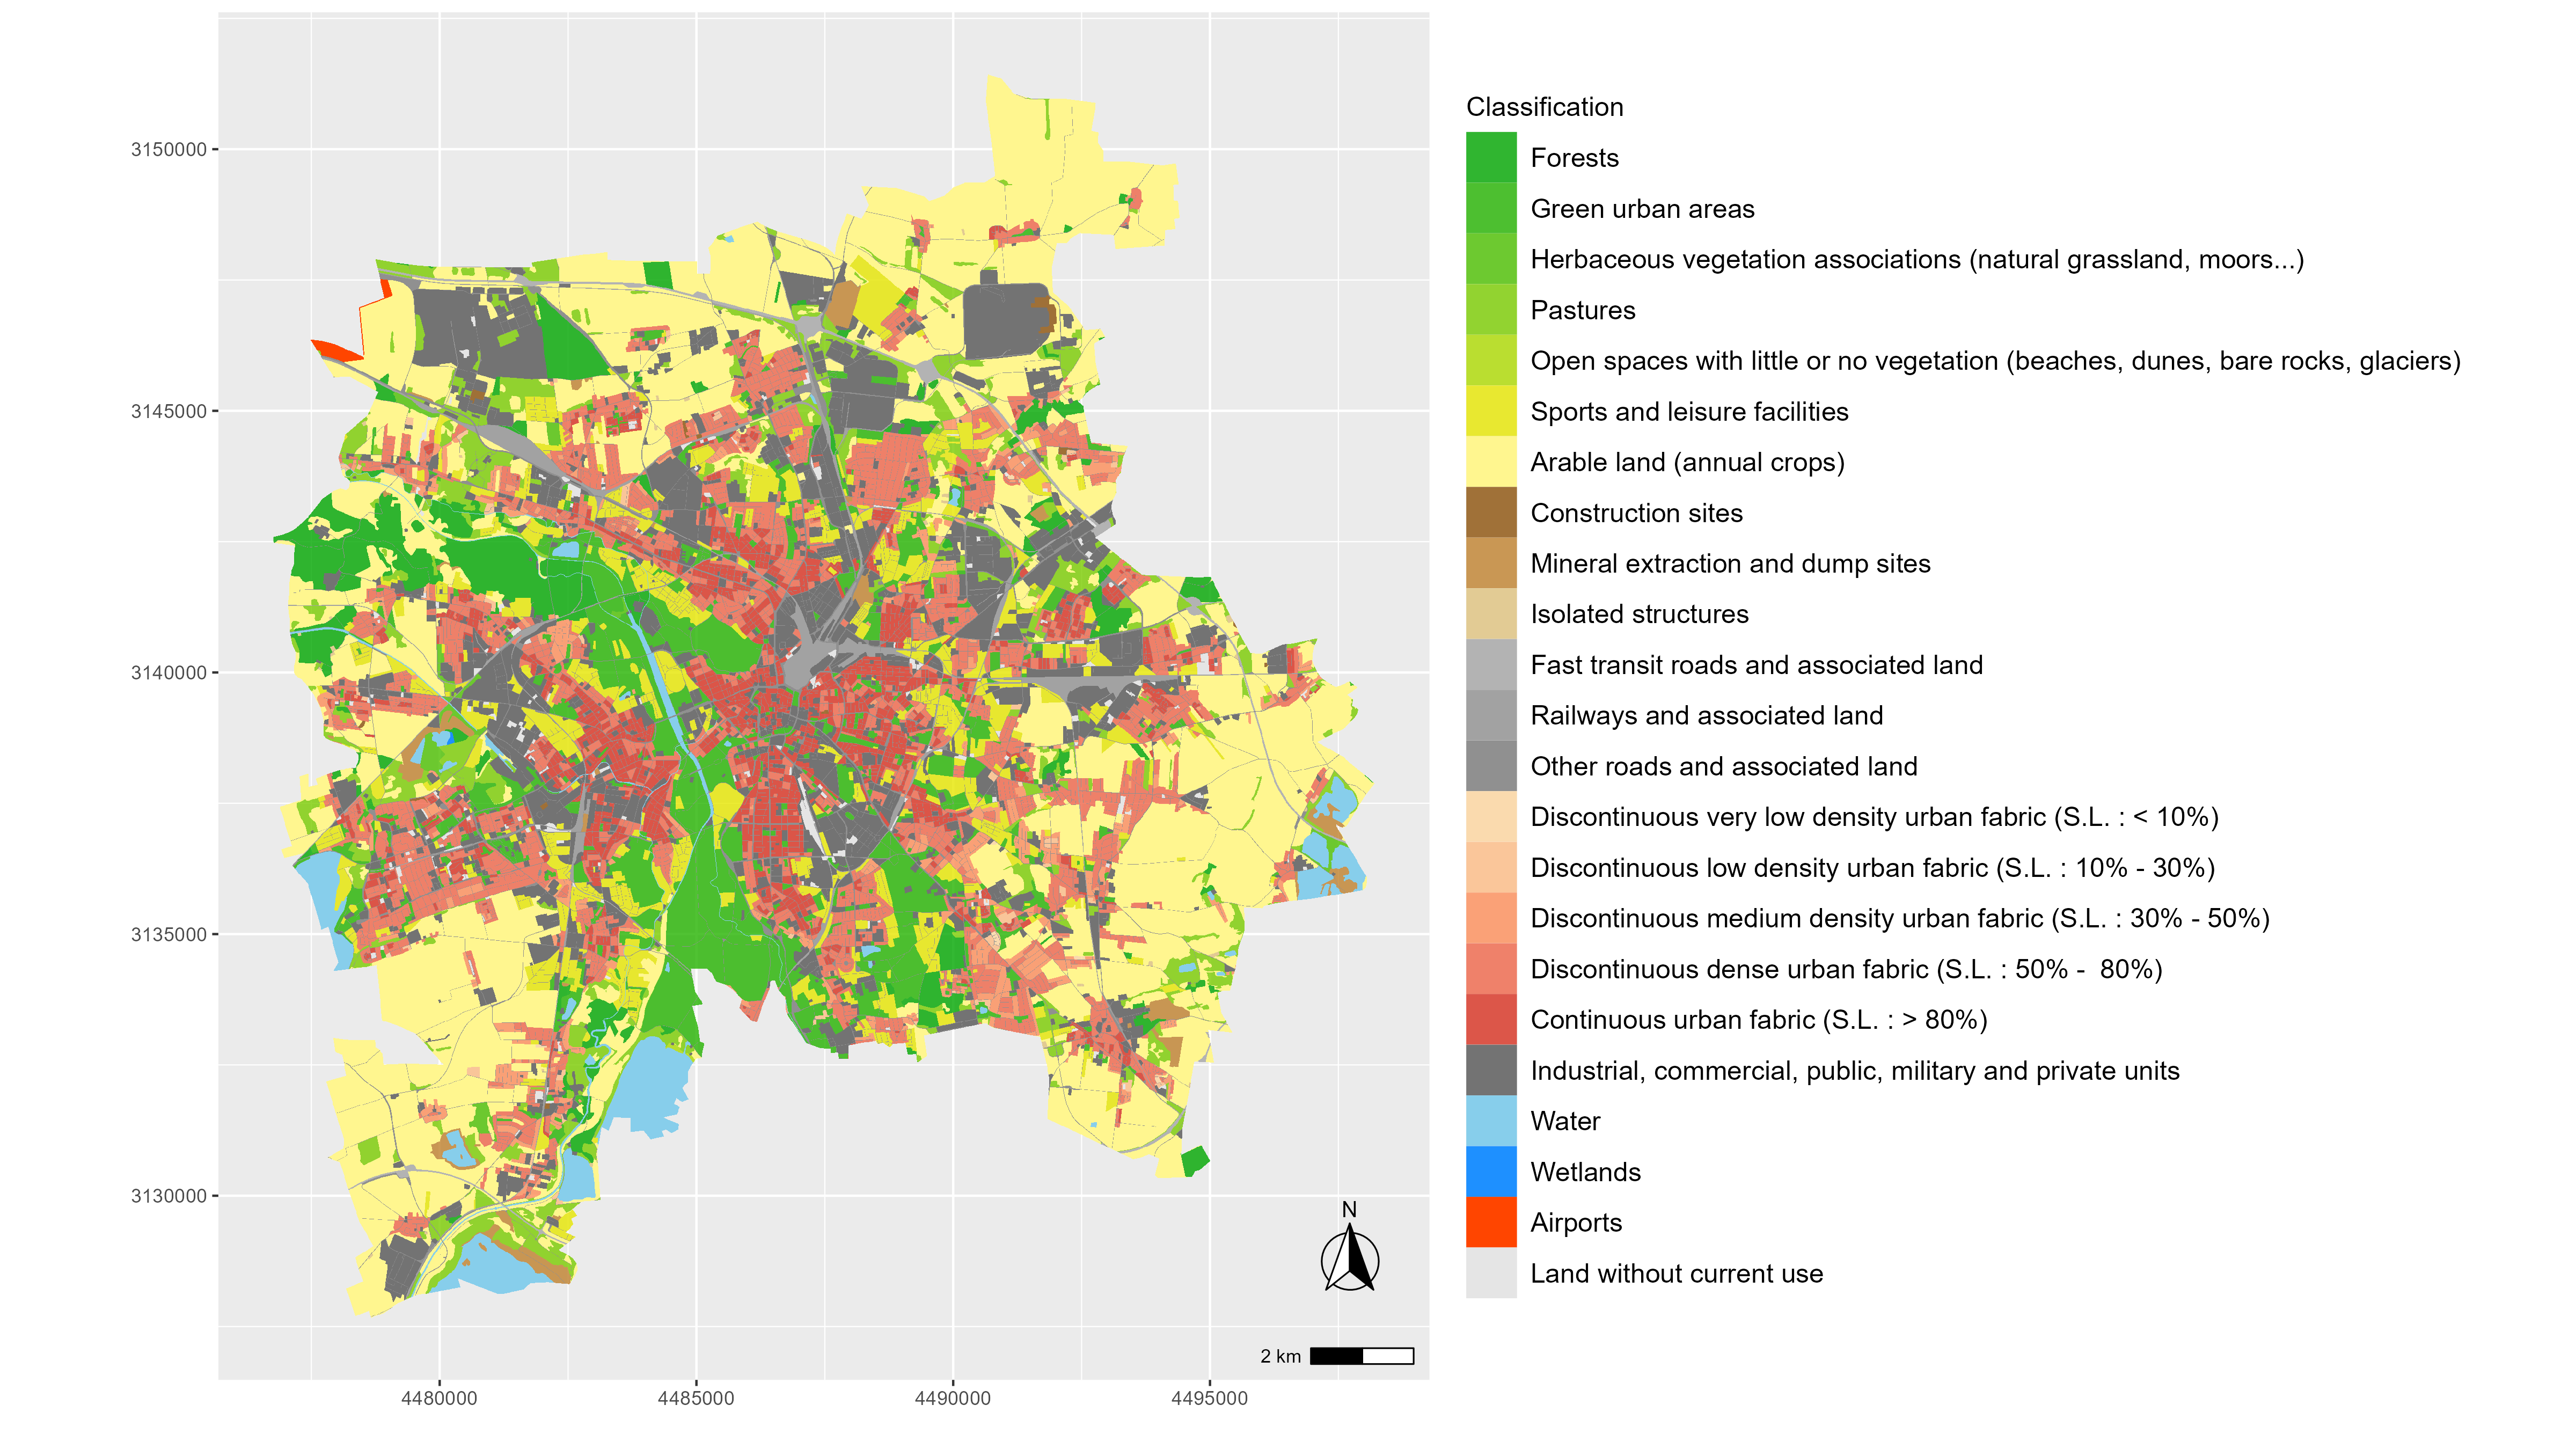 3150000
3145000
3140000
3135000
3130000
4480000
4485000
4490000
4495000
N
2 km
Classification
Forests
Green urban areas
Herbaceous vegetation associations (natural grassland, moors...)
Pastures
Open spaces with little or no vegetation (beaches, dunes, bare rocks, glaciers)
Sports and leisure facilities
Arable land (annual crops)
Construction sites
Mineral extraction and dump sites
Isolated structures
Fast transit roads and associated land
Railways and associated land
Other roads and associated land
Discontinuous very low density urban fabric (S.L. : < 10%)
Discontinuous low density urban fabric (S.L. : 10% - 30%)
Discontinuous medium density urban fabric (S.L. : 30% - 50%)
Discontinuous dense urban fabric (S.L. : 50% -  80%)
Continuous urban fabric (S.L. : > 80%)
Industrial, commercial, public, military and private units
Water
Wetlands
Airports
Land without current use